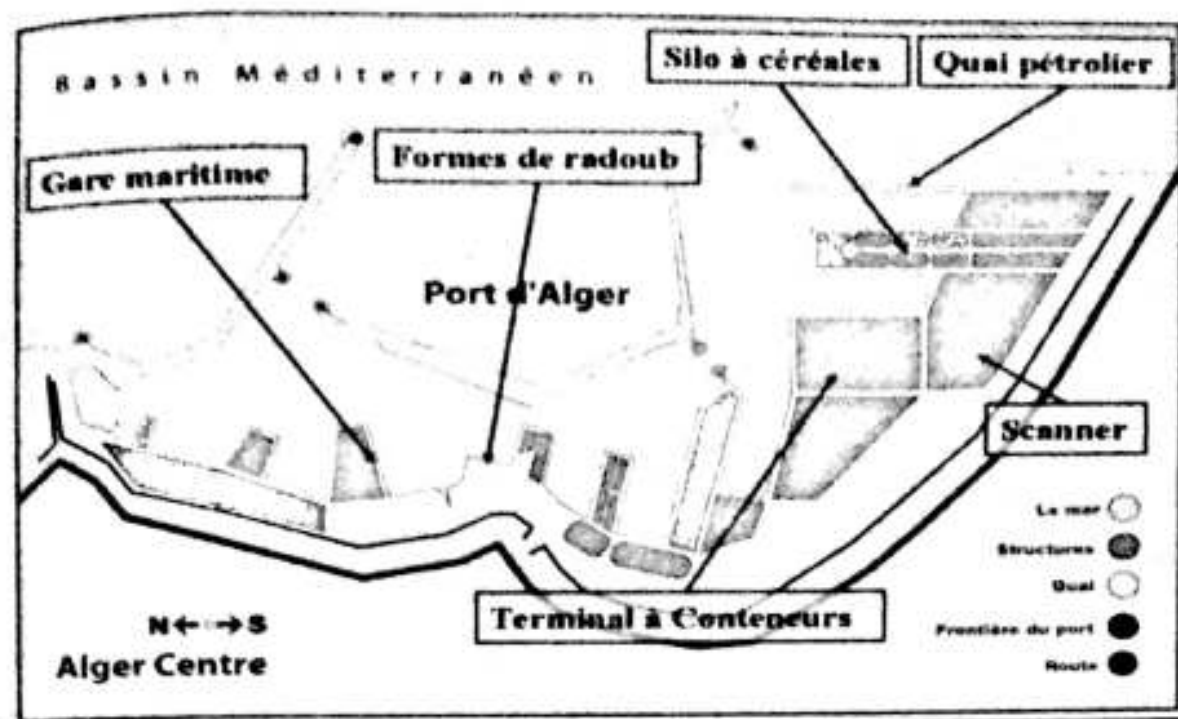 Bassin Méditerranéen
Silo à céréales
Quai pétrolier
Gare maritime
Formes de radoub
Port d'Alger
Scanner
La mer
Structures
Quai
Terminal à Conteneurs
Frontière du port
Route
N S
Alger Centre